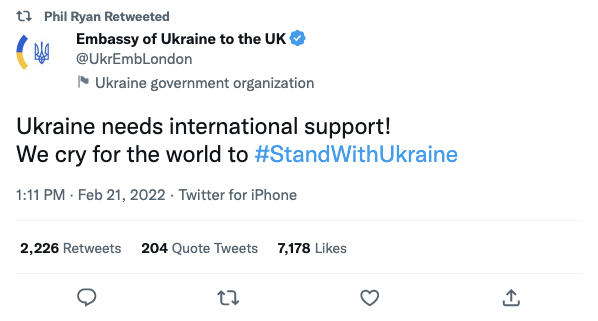 Phil Ryan Retweeted
Embassy of Ukraine to the UK
@UkrEmbLondon
Ukraine government organization
Ukraine needs international support!
We cry for the world to #StandWithUkraine
1:11 PM · Feb 21, 2022 · Twitter for iPhone
2,226 Retweets 204 Quote Tweets 7,178 Likes